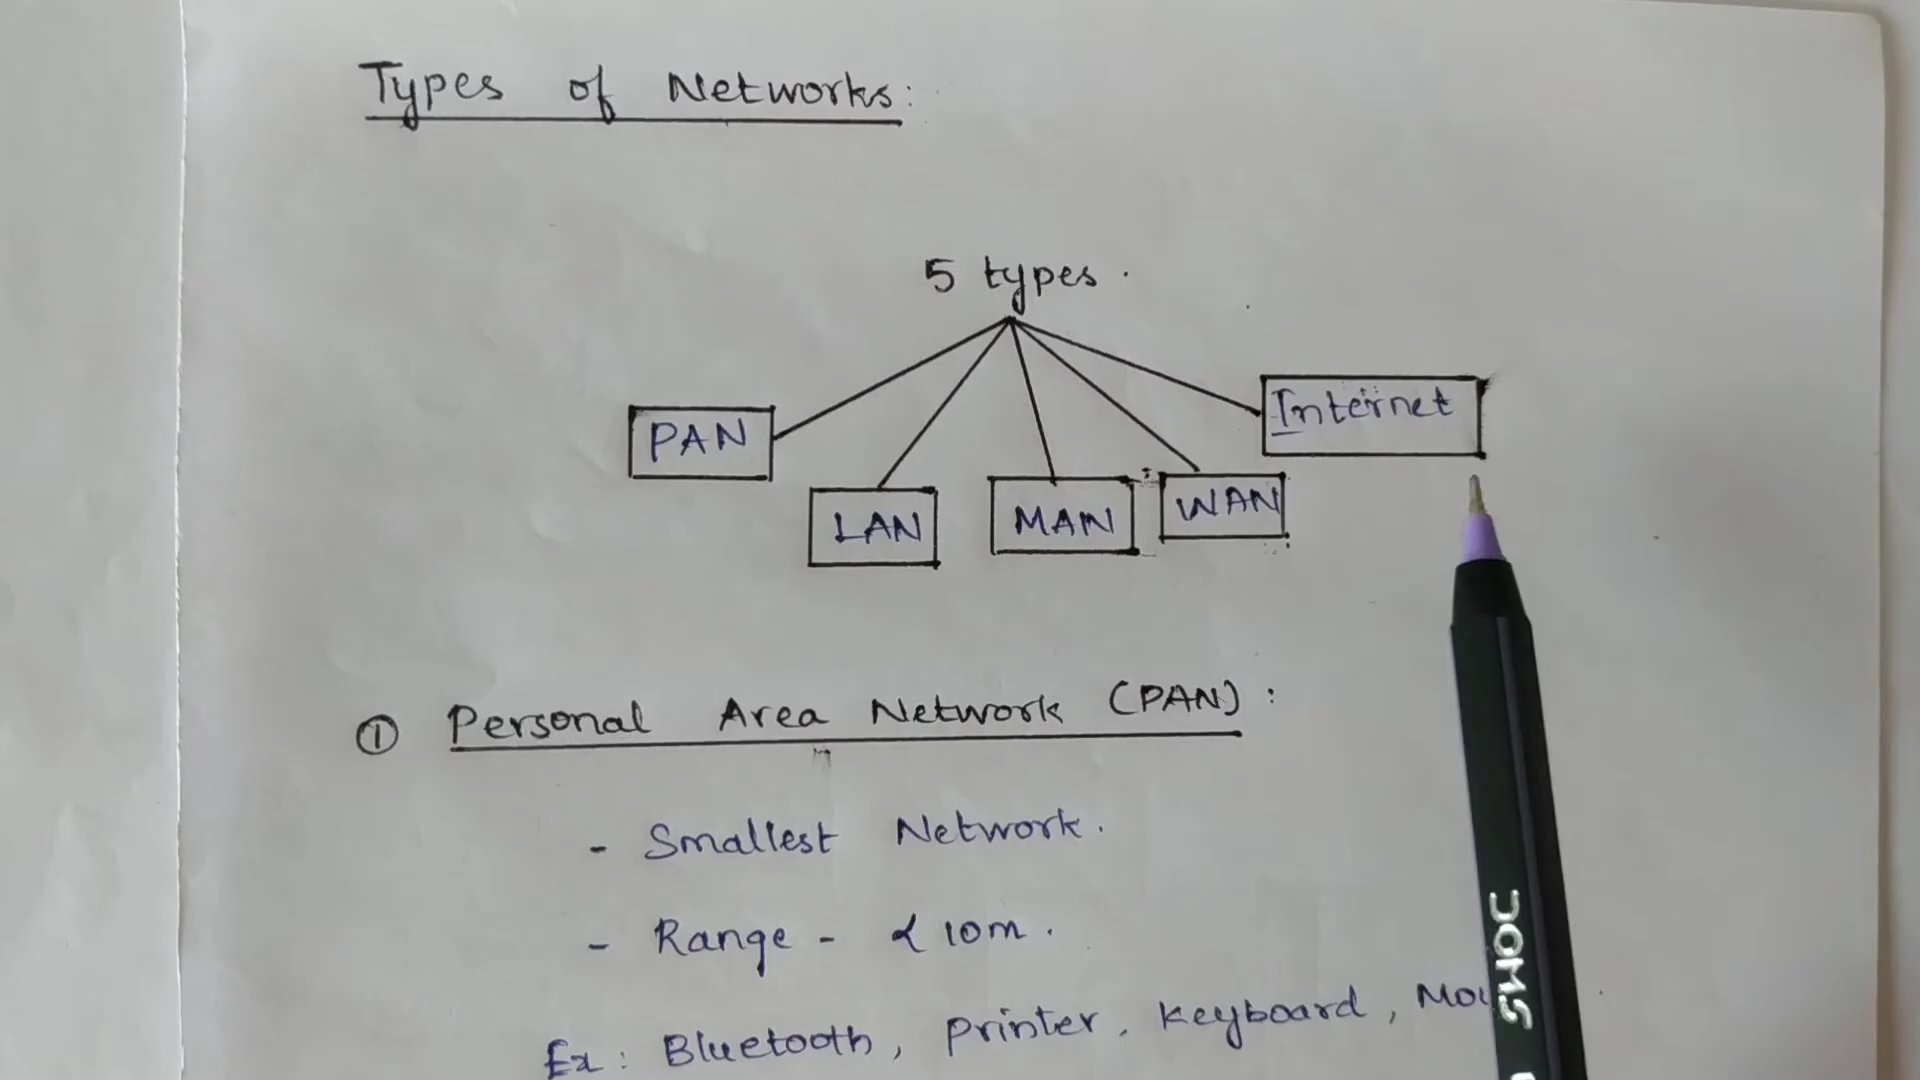 Types of Networks:
5 types.
PAN
LAN
MAN
WAN
Internet
① Personal Area Network (PAN):
- Smallest Network.
- Range - < 10m.
Ex: Bluetooth, printer, keyboard,
DOMS